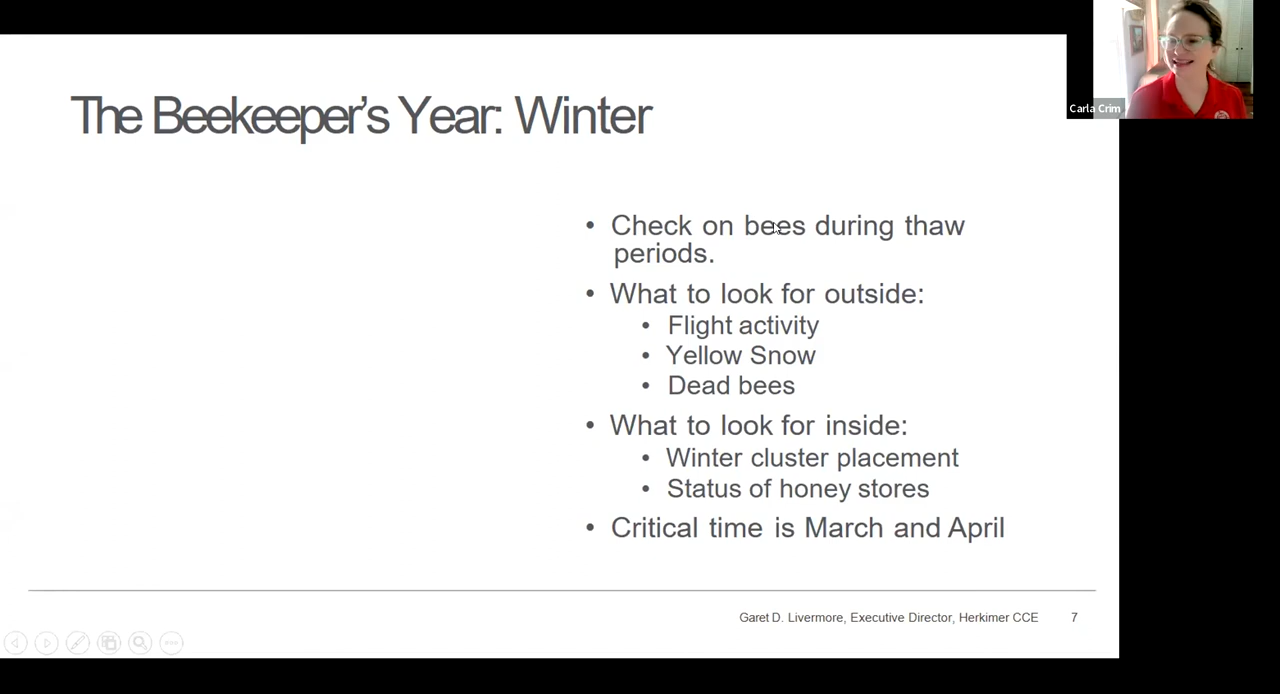 Carla Crim
The Beekeeper's Year: Winter
• Check on bees during thaw
periods.
• What to look for outside:
• Flight activity
• Yellow Snow
• Dead bees
• What to look for inside:
• Winter cluster placement
• Status of honey stores
• Critical time is March and April
Garet D. Livermore, Executive Director, Herkimer CCE 7